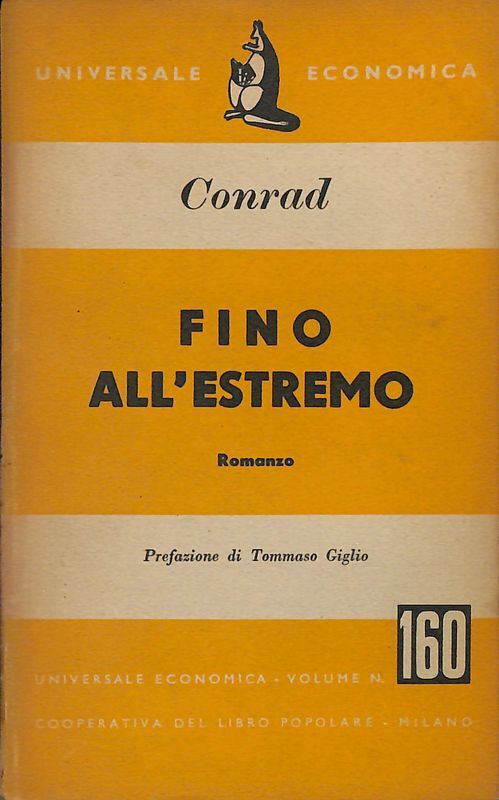 UNIVERSALE ECONOMICA
Conrad
FINO
ALL'ESTREMO
Romanzo
Prefazione di Tommaso Giglio
160
UNIVERSALE ECONOMICA - VOLUME N.
COOPERATIVA DEL LIBRO POPOLARE - MILANO